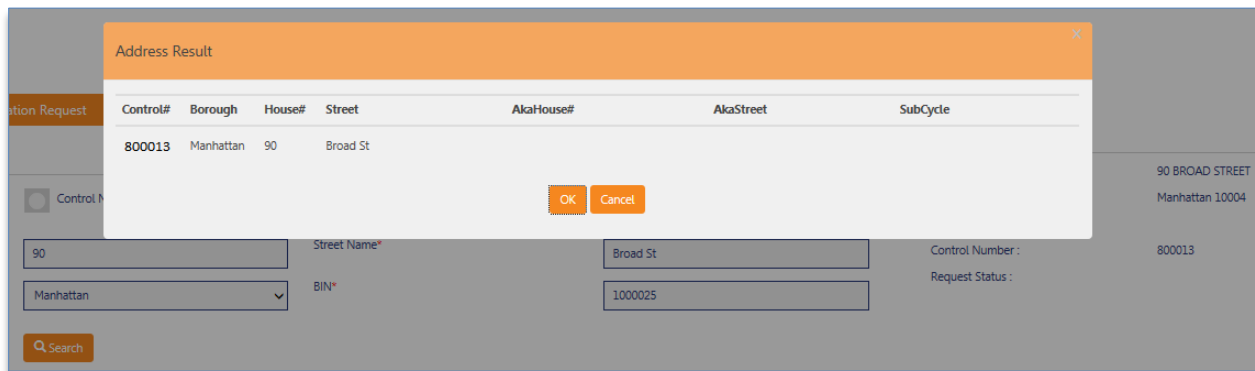 Address Result
×
Control# Borough House# Street AkaHouse# AkaStreet SubCycle
ation Request
800013 Manhattan 90 Broad St
90 BROAD STREET
Control N
OK Cancel
Manhattan 10004
90 Street Name* Broad St Control Number : 800013
Request Status :
Manhattan BIN* 1000025
Search